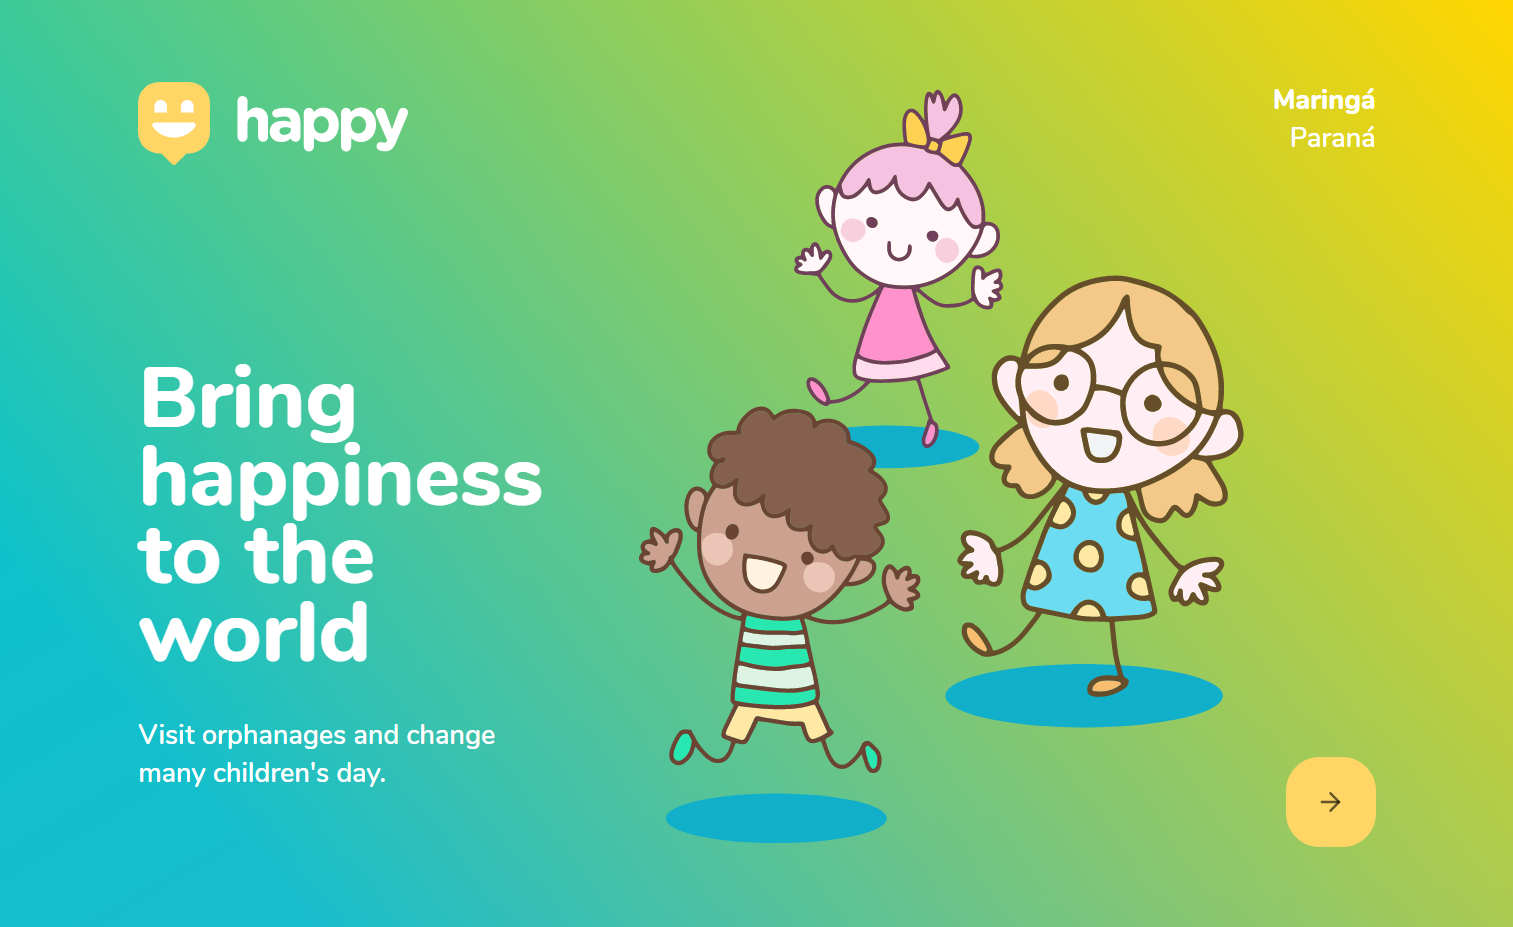 happy
Maringá
Paraná
Bring
happiness
to the
world
Visit orphanages and change
many children's day.